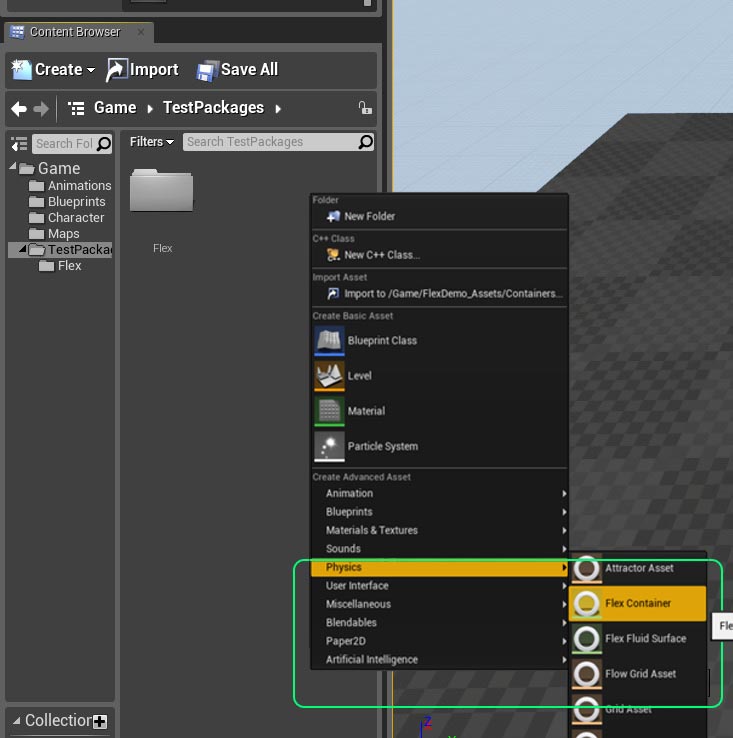 Content Browser
Create
Import
Save All
Game
TestPackages
Search Fol
Filters
Search TestPackages
Game
Animations
Blueprints
Character
Maps
TestPacka
Flex
Flex
Folder
New Folder
C++ Class
New C++ Class...
Import Asset
Import to /Game/FlexDemo_Assets/Containers...
Create Basic Asset
Blueprint Class
Level
Material
Particle System
Create Advanced Asset
Animation
Blueprints
Materials & Textures
Sounds
Physics
User Interface
Miscellaneous
Blendables
Paper2D
Artificial Intelligence
Attractor Asset
Flex Container
Fle
Flex Fluid Surface
Flow Grid Asset
Grid Asset
Collection
Z